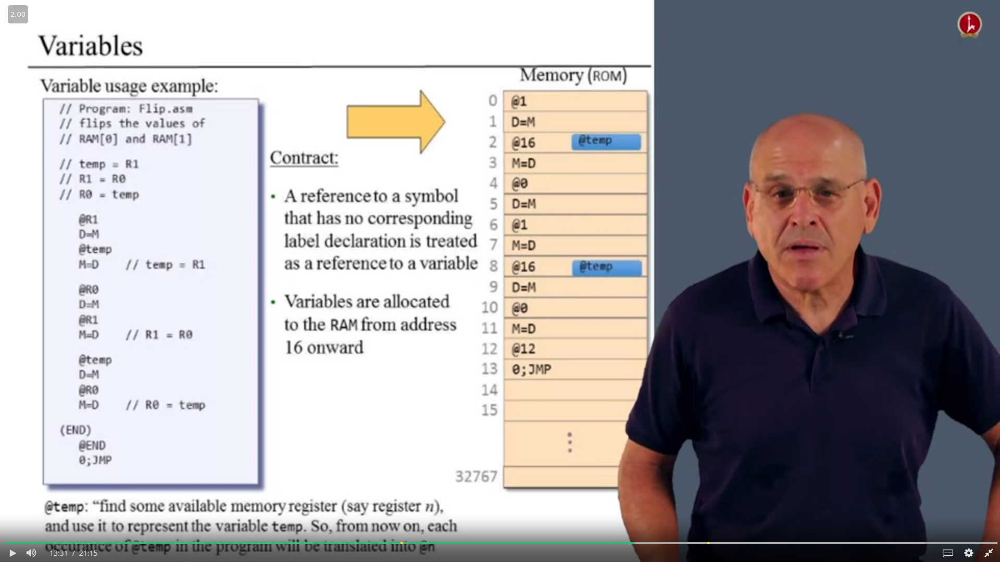 2.00
Variables
Variable usage example:
// Program: Flip.asm
// flips the values of
// RAM[0] and RAM[1]
// temp = R1
// R1 = R0
// R0 = temp
@R1
D=M
@temp
M=D // temp = R1
@R0
D=M
@R1
M=D // R1 = R0
@temp
D=M
@R0
M=D // R0 = temp
(END)
@END
0;JMP
Contract:
• A reference to a symbol
that has no corresponding
label declaration is treated
as a reference to a variable
• Variables are allocated
to the RAM from address
16 onward
Memory (ROM)
0 @1
1 D=M
2 @16 @temp
3 M=D
4 @0
5 D=M
6 @1
7 M=D
8 @16 @temp
9 D=M
10 @0
11 M=D
12 @12
13 0;JMP
14
15
32767
@temp: “find some available memory register (say register n),
and use it to represent the variable temp. So, from now on, each
occurance of @temp in the program will be translated into @n
13:31 / 21:15